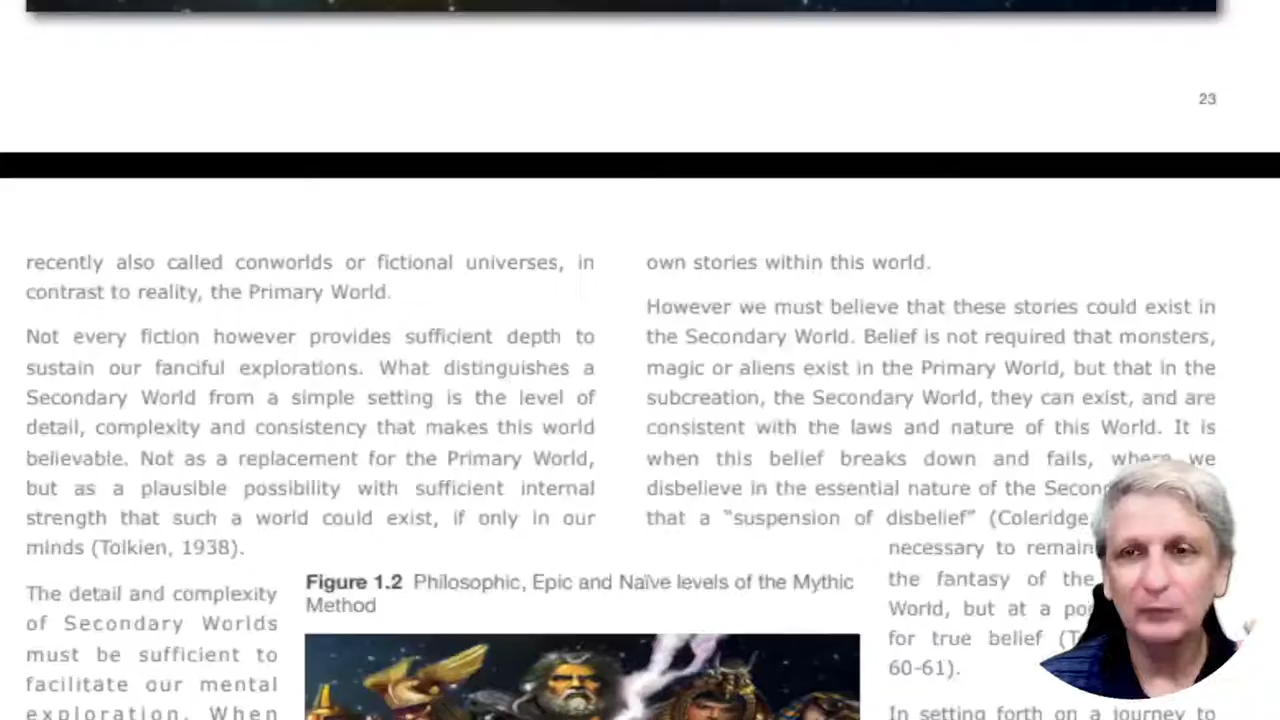 23
recently also called conworlds or fictional universes, in
contrast to reality, the Primary World.
Not every fiction however provides sufficient depth to
sustain our fanciful explorations. What distinguishes a
Secondary World from a simple setting is the level of
detail, complexity and consistency that makes this world
believable. Not as a replacement for the Primary World,
but as a plausible possibility with sufficient internal
strength that such a world could exist, if only in our
minds (Tolkien, 1938).
The detail and complexity
of Secondary Worlds
must be sufficient to
facilitate our mental
exploration. When
Figure 1.2 Philosophic, Epic and Naïve levels of the Mythic
Method
own stories within this world.
However we must believe that these stories could exist in
the Secondary World. Belief is not required that monsters,
magic or aliens exist in the Primary World, but that in the
subcreation, the Secondary World, they can exist, and are
consistent with the laws and nature of this World. It is
when this belief breaks down and fails, where we
disbelieve in the essential nature of the
that a “suspension of disbelief” (Coleridge,
necessary to remain
the fantasy of the
World, but at a
for true belief
60-61).
In setting forth on a journey to